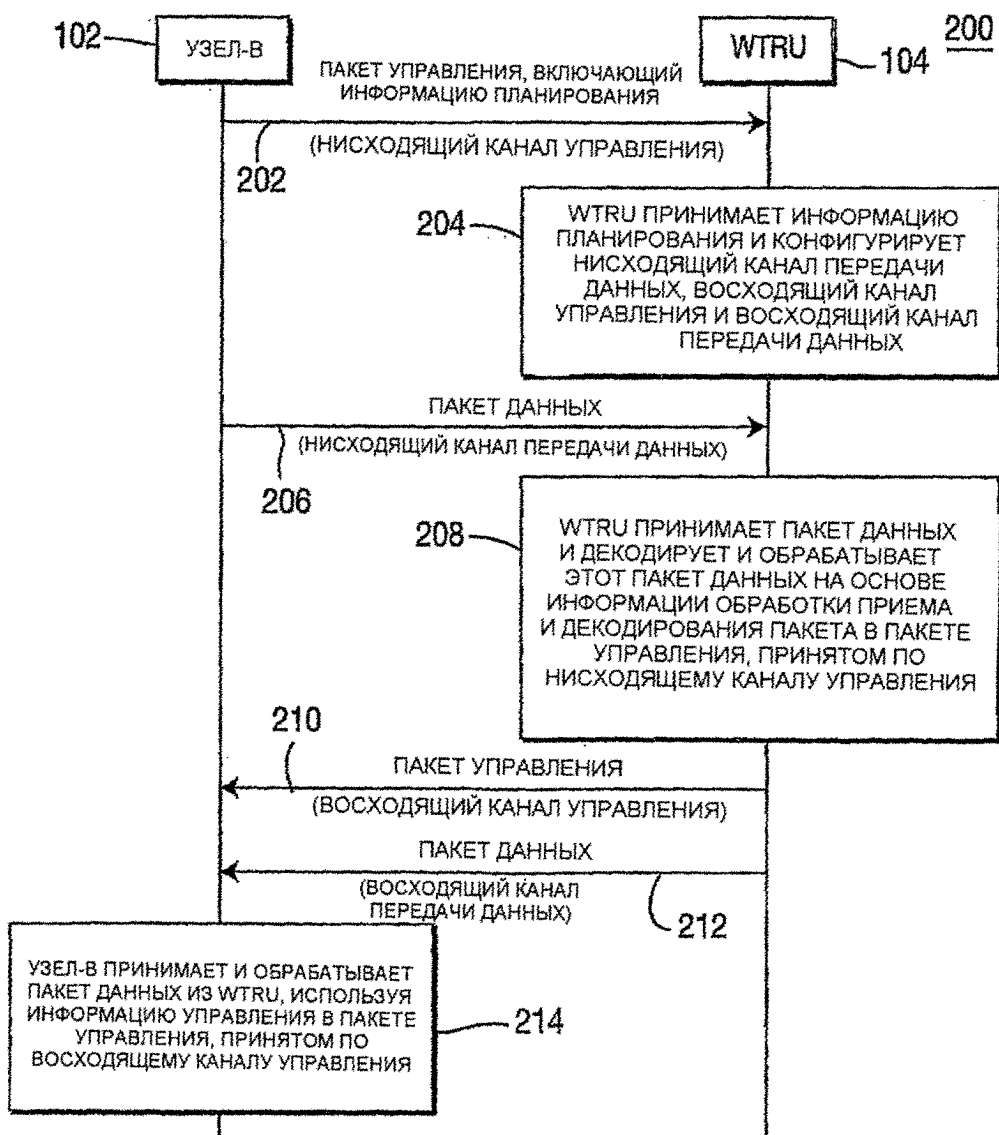 102
УЗЕЛ-В
WTRU
104
200
ПАКЕТ УПРАВЛЕНИЯ, ВКЛЮЧАЮЩИЙ
ИНФОРМАЦИЮ ПЛАНИРОВАНИЯ
(НИСХОДЯЩИЙ КАНАЛ УПРАВЛЕНИЯ)
202
204
WTRU ПРИНИМАЕТ ИНФОРМАЦИЮ
ПЛАНИРОВАНИЯ И КОНФИГУРИРУЕТ
НИСХОДЯЩИЙ КАНАЛ ПЕРЕДАЧИ
ДАННЫХ, ВОСХОДЯЩИЙ КАНАЛ
УПРАВЛЕНИЯ И ВОСХОДЯЩИЙ КАНАЛ
ПЕРЕДАЧИ ДАННЫХ
ПАКЕТ ДАННЫХ
(НИСХОДЯЩИЙ КАНАЛ ПЕРЕДАЧИ ДАННЫХ)
206
208
WTRU ПРИНИМАЕТ ПАКЕТ ДАННЫХ
И ДЕКОДИРУЕТ И ОБРАБАТЫВАЕТ
ЭТОТ ПАКЕТ ДАННЫХ НА ОСНОВЕ
ИНФОРМАЦИИ ОБРАБОТКИ ПРИЕМА
И ДЕКОДИРОВАНИЯ ПАКЕТА В ПАКЕТЕ
УПРАВЛЕНИЯ, ПРИНЯТОМ ПО
НИСХОДЯЩЕМУ КАНАЛУ УПРАВЛЕНИЯ
210
ПАКЕТ УПРАВЛЕНИЯ
(ВОСХОДЯЩИЙ КАНАЛ УПРАВЛЕНИЯ)
ПАКЕТ ДАННЫХ
(ВОСХОДЯЩИЙ КАНАЛ
ПЕРЕДАЧИ ДАННЫХ)
212
УЗЕЛ-В ПРИНИМАЕТ И ОБРАБАТЫВАЕТ
ПАКЕТ ДАННЫХ ИЗ WTRU, ИСПОЛЬЗУЯ
ИНФОРМАЦИЮ УПРАВЛЕНИЯ В ПАКЕТЕ
УПРАВЛЕНИЯ, ПРИНЯТОМ ПО
ВОСХОДЯЩЕМУ КАНАЛУ УПРАВЛЕНИЯ
214